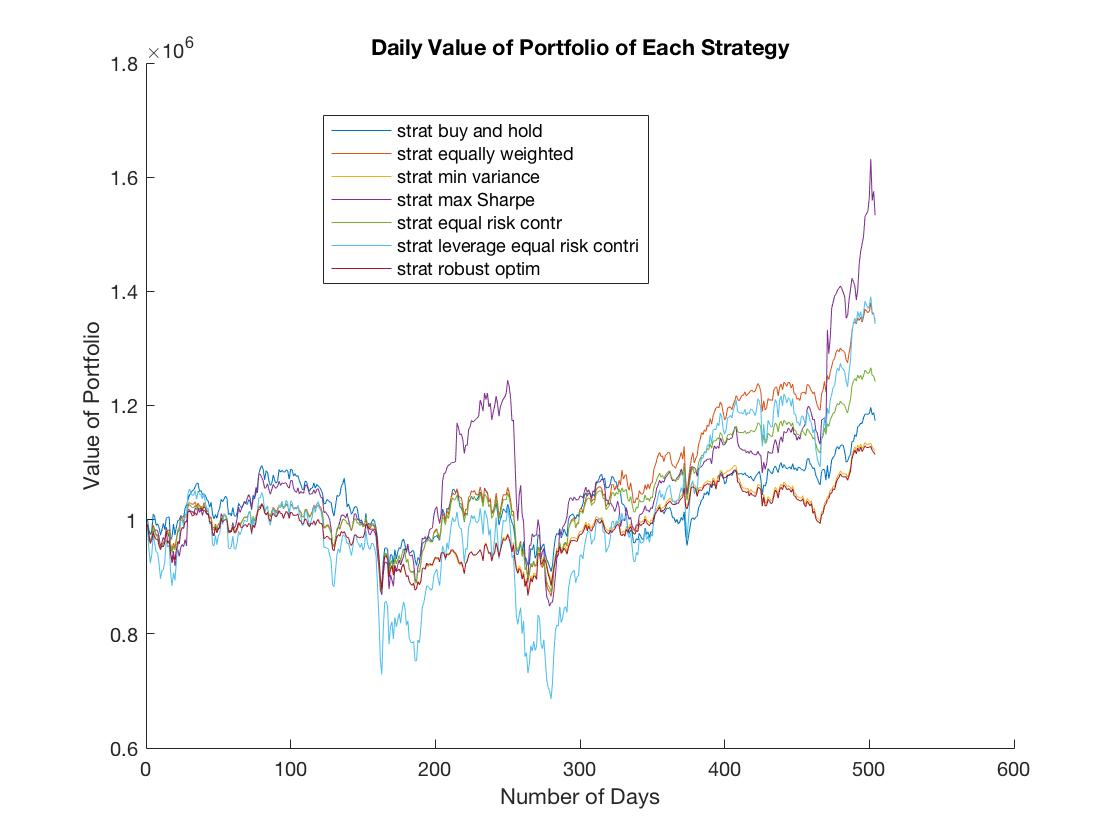 Daily Value of Portfolio of Each Strategy
×10⁶
1.8
1.6
1.4
1.2
1
0.8
0.6
Value of Portfolio
strat buy and hold
strat equally weighted
strat min variance
strat max Sharpe
strat equal risk contr
strat leverage equal risk contri
strat robust optim
0 100 200 300 400 500 600
Number of Days